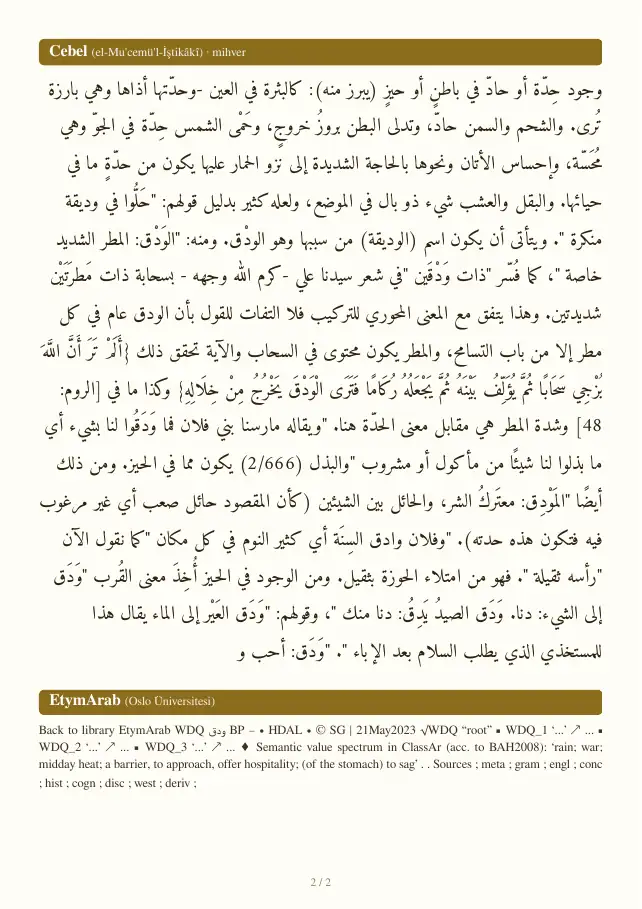 Cebel (el-Mu'cemü'l-İştikâkî) · mihver
وجود حِدّة أو حادّ في باطنٍ أو حيزٍ (يبرز منه): كالبثرة في العين -وحدّتها أذاها وهي بارزة
تُرى. والشحم والسمن حادّ، وتدلى البطن بروزُ خروجٍ، وحَمْى الشمس حِدّة في الجوّ وهي
مُحَسّة، وإحساس الأتان ونحوها بالحاجة الشديدة إلى نزو الحمار عليها يكون من حدّةٍ ما في
حيائها. والبقل والعشب شيء ذو بال في الموضع، ولعله كثير بدليل قولهم: "حَلُّوا في وديقة
منكرة ". ويتأتى أن يكون اسم (الوديقة) من سببها وهو الودْق. ومنه: "الوَدْق: المطر الشديد
خاصة "، كما فُسّر "ذات وَدْقَين "في شعر سيدنا علي -كرم الله وجهه - بسحابة ذات مَطرَتَيْن
شديدتين. وهذا يتفق مع المعنى المحوري للتركيب فلا التفات للقول بأن الودق عام في كل
مطر إلا من باب التسامح، والمطر يكون محتوى في السحاب والآية تحقق ذلك {أَلَمْ تَرَ أَنَّ اللَّهَ
يُزْجِي سَحَابًا ثُمَّ يُؤَلِّفُ بَيْنَهُ ثُمَّ يَجْعَلُهُ رُكَامًا فَتَرَى الْوَدْقَ يَخْرُجُ مِنْ خِلَالِهِ} وكذا ما في [الروم:
48] وشدة المطر هي مقابل معنى الحدّة هنا. "ويقاله مارسنا بني فلان فما وَدَقُوا لنا بشيء أي
ما بذلوا لنا شيئًا من مأكول أو مشروب "والبذل (2/666) يكون مما في الحيز. ومن ذلك
أيضًا "المَوْدِق: معتَركُ الشر، والحائل بين الشيئين (كأن المقصود حائل صعب أي غير مرغوب
فيه فتكون هذه حدته). "وفلان وادق السِنَة أي كثير النوم في كل مكان "كما نقول الآن
"رأسه ثقيلة ". فهو من امتلاء الحوزة بثقيل. ومن الوجود في الحيز أُخِذَ معنى القُرب "وَدَق
إلى الشيء: دنا. وَدَق الصيدُ يَدِقُ: دنا منك "، وقولهم: "وَدَق العَيْر إلى الماء يقال هذا
للمستخذي الذي يطلب السلام بعد الإباء ". "وَدَق: أحب و
EtymArab (Oslo Üniversitesi)
Back to library EtymArab WDQ ودق BP – • HDAL • © SG | 21May2023 √WDQ “root” ▪ WDQ_1 ‘...’ ↗ ... ▪
WDQ_2 ‘...’ ↗ ... ▪ WDQ_3 ‘...’ ↗ ... ♦ Semantic value spectrum in ClassAr (acc. to BAH2008): ‘rain; war;
midday heat; a barrier, to approach, offer hospitality; (of the stomach) to sag’ . . Sources ; meta ; gram ; engl ; conc
; hist ; cogn ; disc ; west ; deriv ;
2 / 2